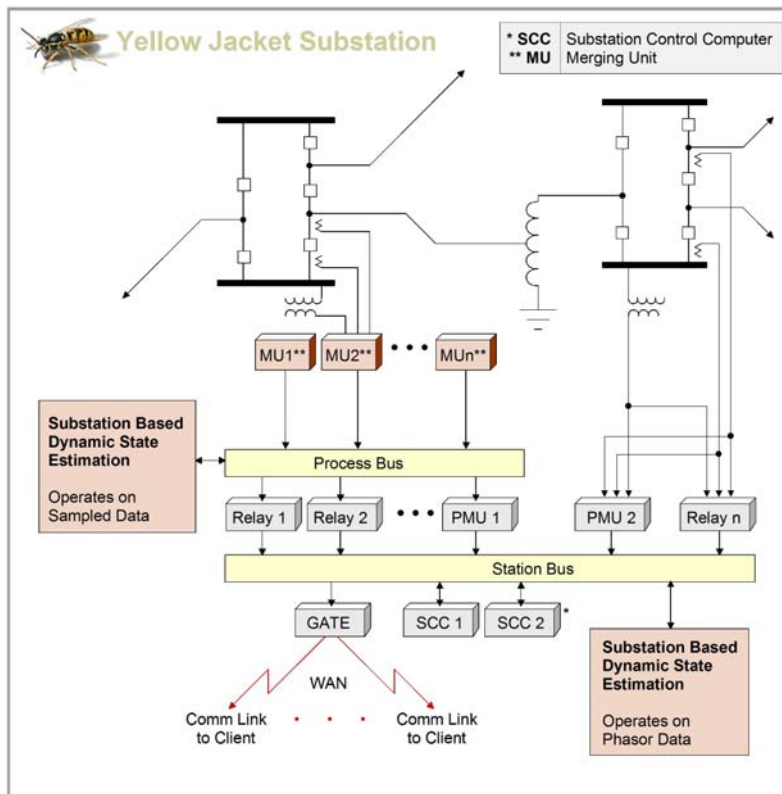 Yellow Jacket Substation
* SCC Substation Control Computer
** MU Merging Unit
MU1**
MU2**
MUn**
Substation Based
Dynamic State
Estimation
Operates on
Sampled Data
Process Bus
Relay 1
Relay 2
PMU 1
PMU 2
Relay n
Station Bus
GATE
SCC 1
SCC 2
*
WAN
Comm Link
to Client
Comm Link
to Client
Substation Based
Dynamic State
Estimation
Operates on
Phasor Data